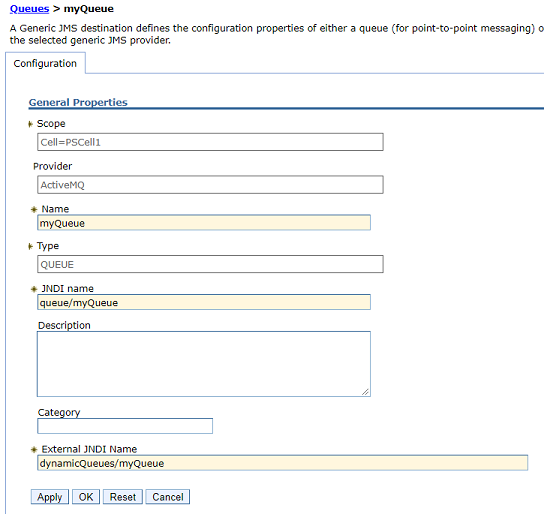 Queues > myQueue
A Generic JMS destination defines the configuration properties of either a queue (for point-to-point messaging) o
the selected generic JMS provider.
Configuration
General Properties
Scope
Cell=PSCell1
Provider
ActiveMQ
Name
myQueue
Type
QUEUE
JNDI name
queue/myQueue
Description
Category
External JNDI Name
dynamicQueues/myQueue
Apply OK Reset Cancel